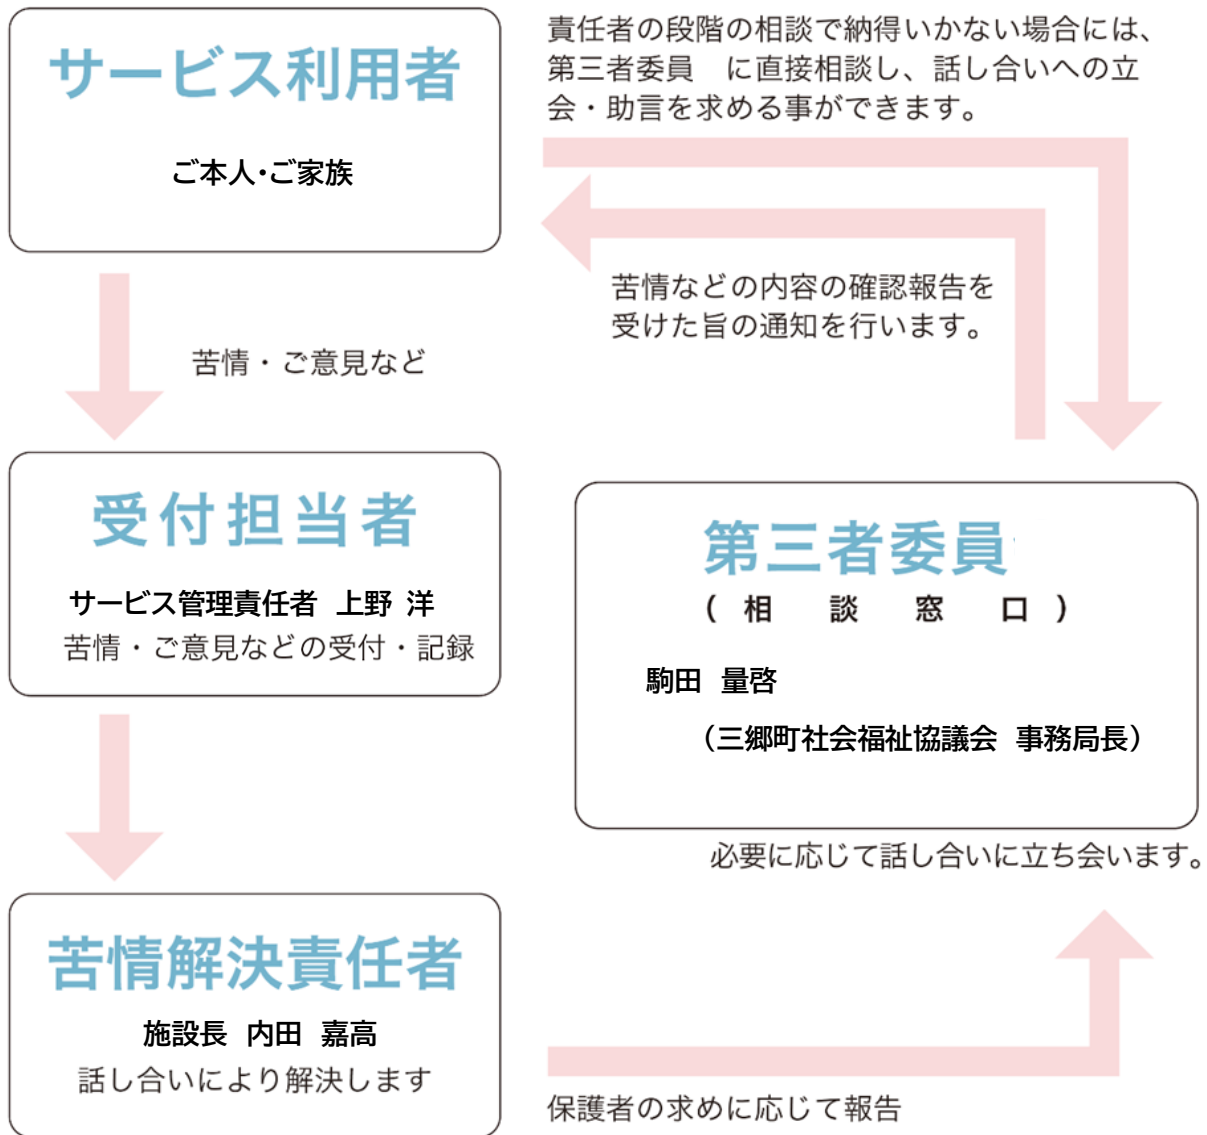 サービス利用者
ご本人・ご家族
責任者の段階の相談で納得いかない場合には、
第三者委員　に直接相談し、話し合いへの立
会・助言を求める事ができます。
苦情などの内容の確認報告を
受けた旨の通知を行います。
苦情・ご意見など
受付担当者
サービス管理責任者　上野 洋
苦情・ご意見などの受付・記録
第三者委員
（相談窓口）
駒田　量啓
（三郷町社会福祉協議会　事務局長）
必要に応じて話し合いに立ち会います。
苦情解決責任者
施設長　内田　嘉高
話し合いにより解決します
保護者の求めに応じて報告